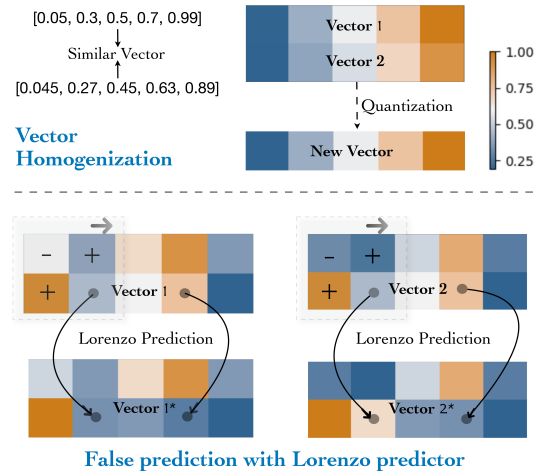 [0.05, 0.3, 0.5, 0.7, 0.99]
Similar Vector
[0.045, 0.27, 0.45, 0.63, 0.89]
Vector
Homogenization
Vector 1
Vector 2
Quantization
New Vector
1.00
0.75
0.50
0.25
- +
+
Vector 1
Lorenzo Prediction
Vector 1*
- +
+
Vector 2
Lorenzo Prediction
Vector 2*
False prediction with Lorenzo predictor